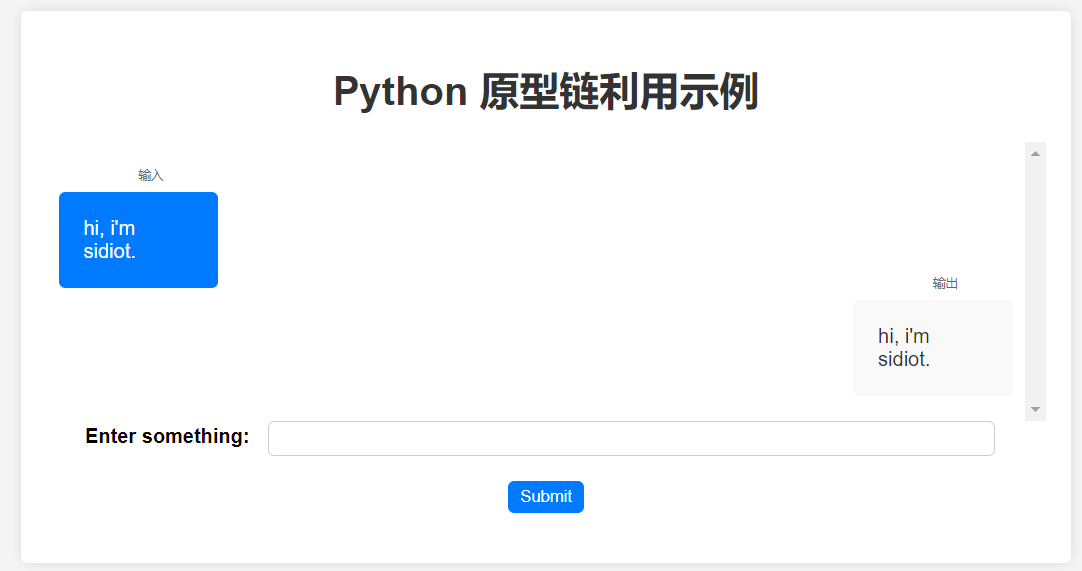 Python 原型链利用示例
输入
hi, i'm
sidiot.
输出
hi, i'm
sidiot.
Enter something:
Submit